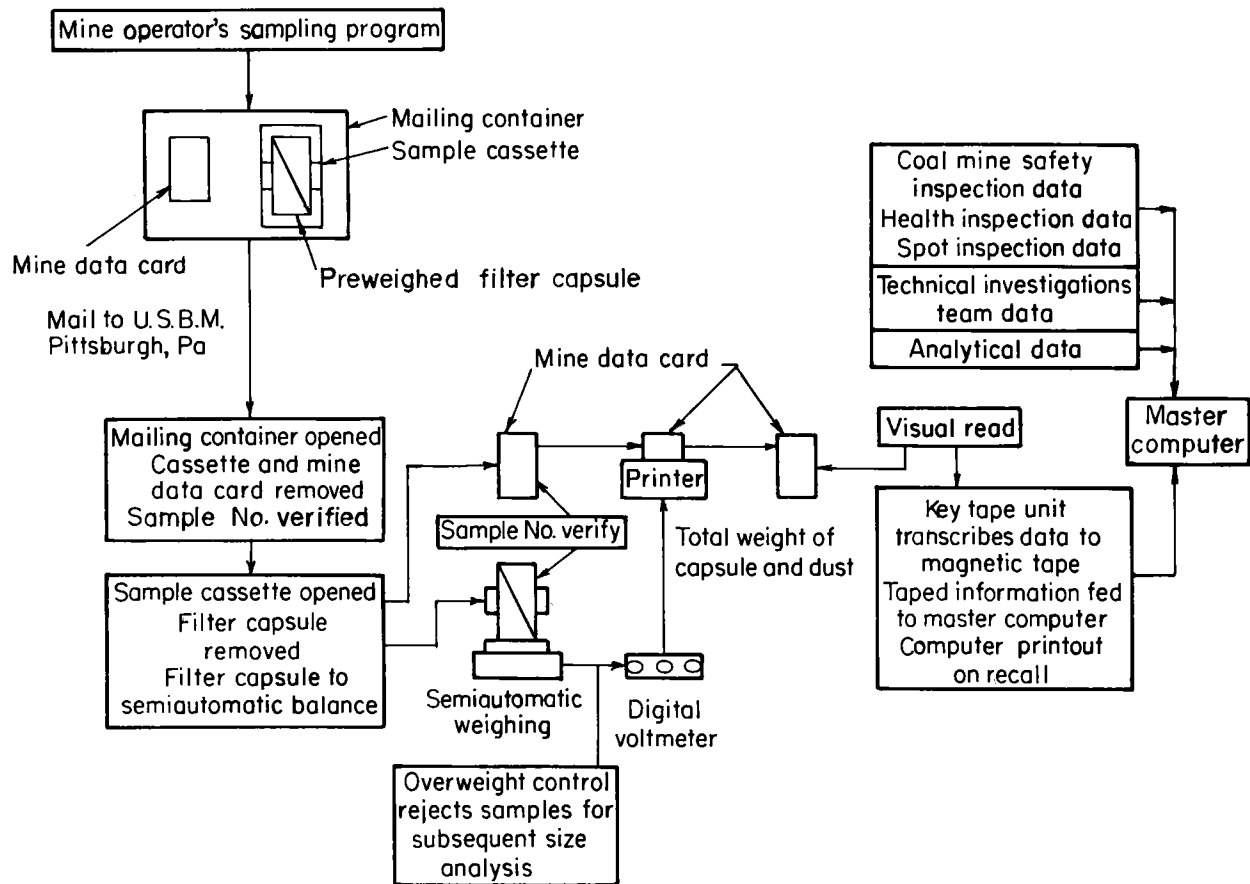 Mine operator's sampling program
Mailing container
Sample cassette
Mine data card
Preweighed filter capsule
Mail to U.S.B.M.
Pittsburgh, Pa
Mailing container opened
Cassette and mine
data card removed
Sample No. verified
Sample cassette opened
Filter capsule
removed
Filter capsule to
semiautomatic balance
Mine data card
Printer
Sample No. verify
Semiautomatic
weighing
Digital
voltmeter
Total weight of
capsule and dust
Overweight control
rejects samples for
subsequent size
analysis
Visual read
Key tape unit
transcribes data to
magnetic tape
Taped information fed
to master computer
Computer printout
on recall
Coal mine safety
inspection data
Health inspection data
Spot inspection data
Technical investigations
team data
Analytical data
Master
computer